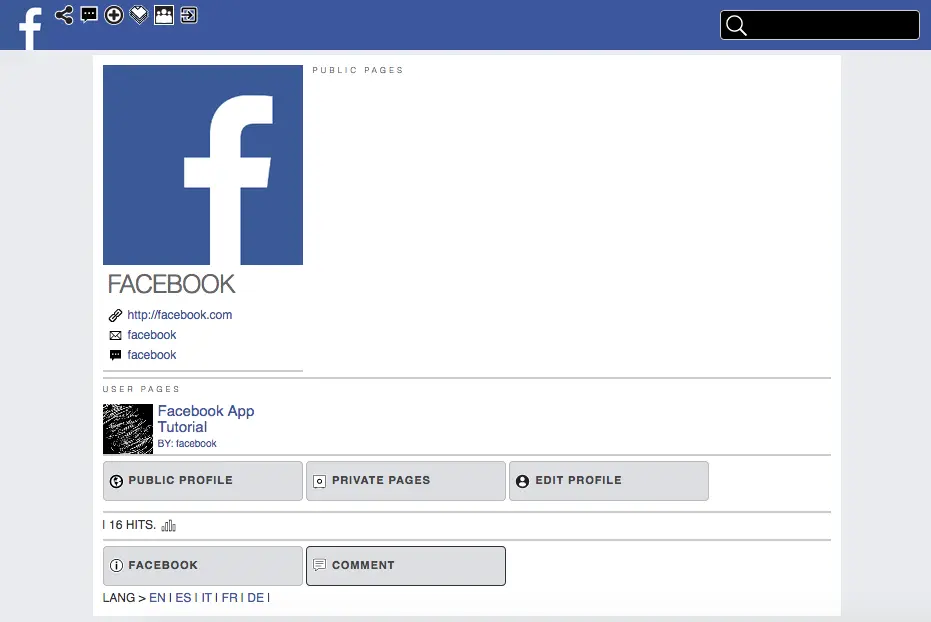 PUBLIC PAGES
FACEBOOK
http://facebook.com
facebook
facebook
USER PAGES
Facebook App
Tutorial
BY: facebook
PUBLIC PROFILE
PRIVATE PAGES
EDIT PROFILE
| 16 HITS.
FACEBOOK
COMMENT
LANG > EN | ES | IT | FR | DE |